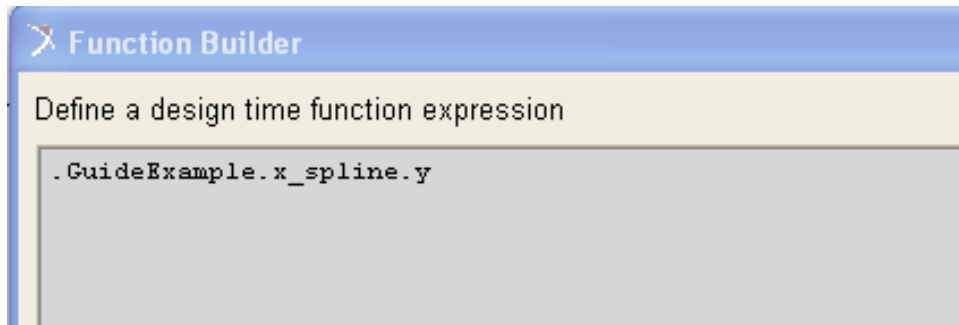 Function Builder
Define a design time function expression
.GuideExample.x_spline.y